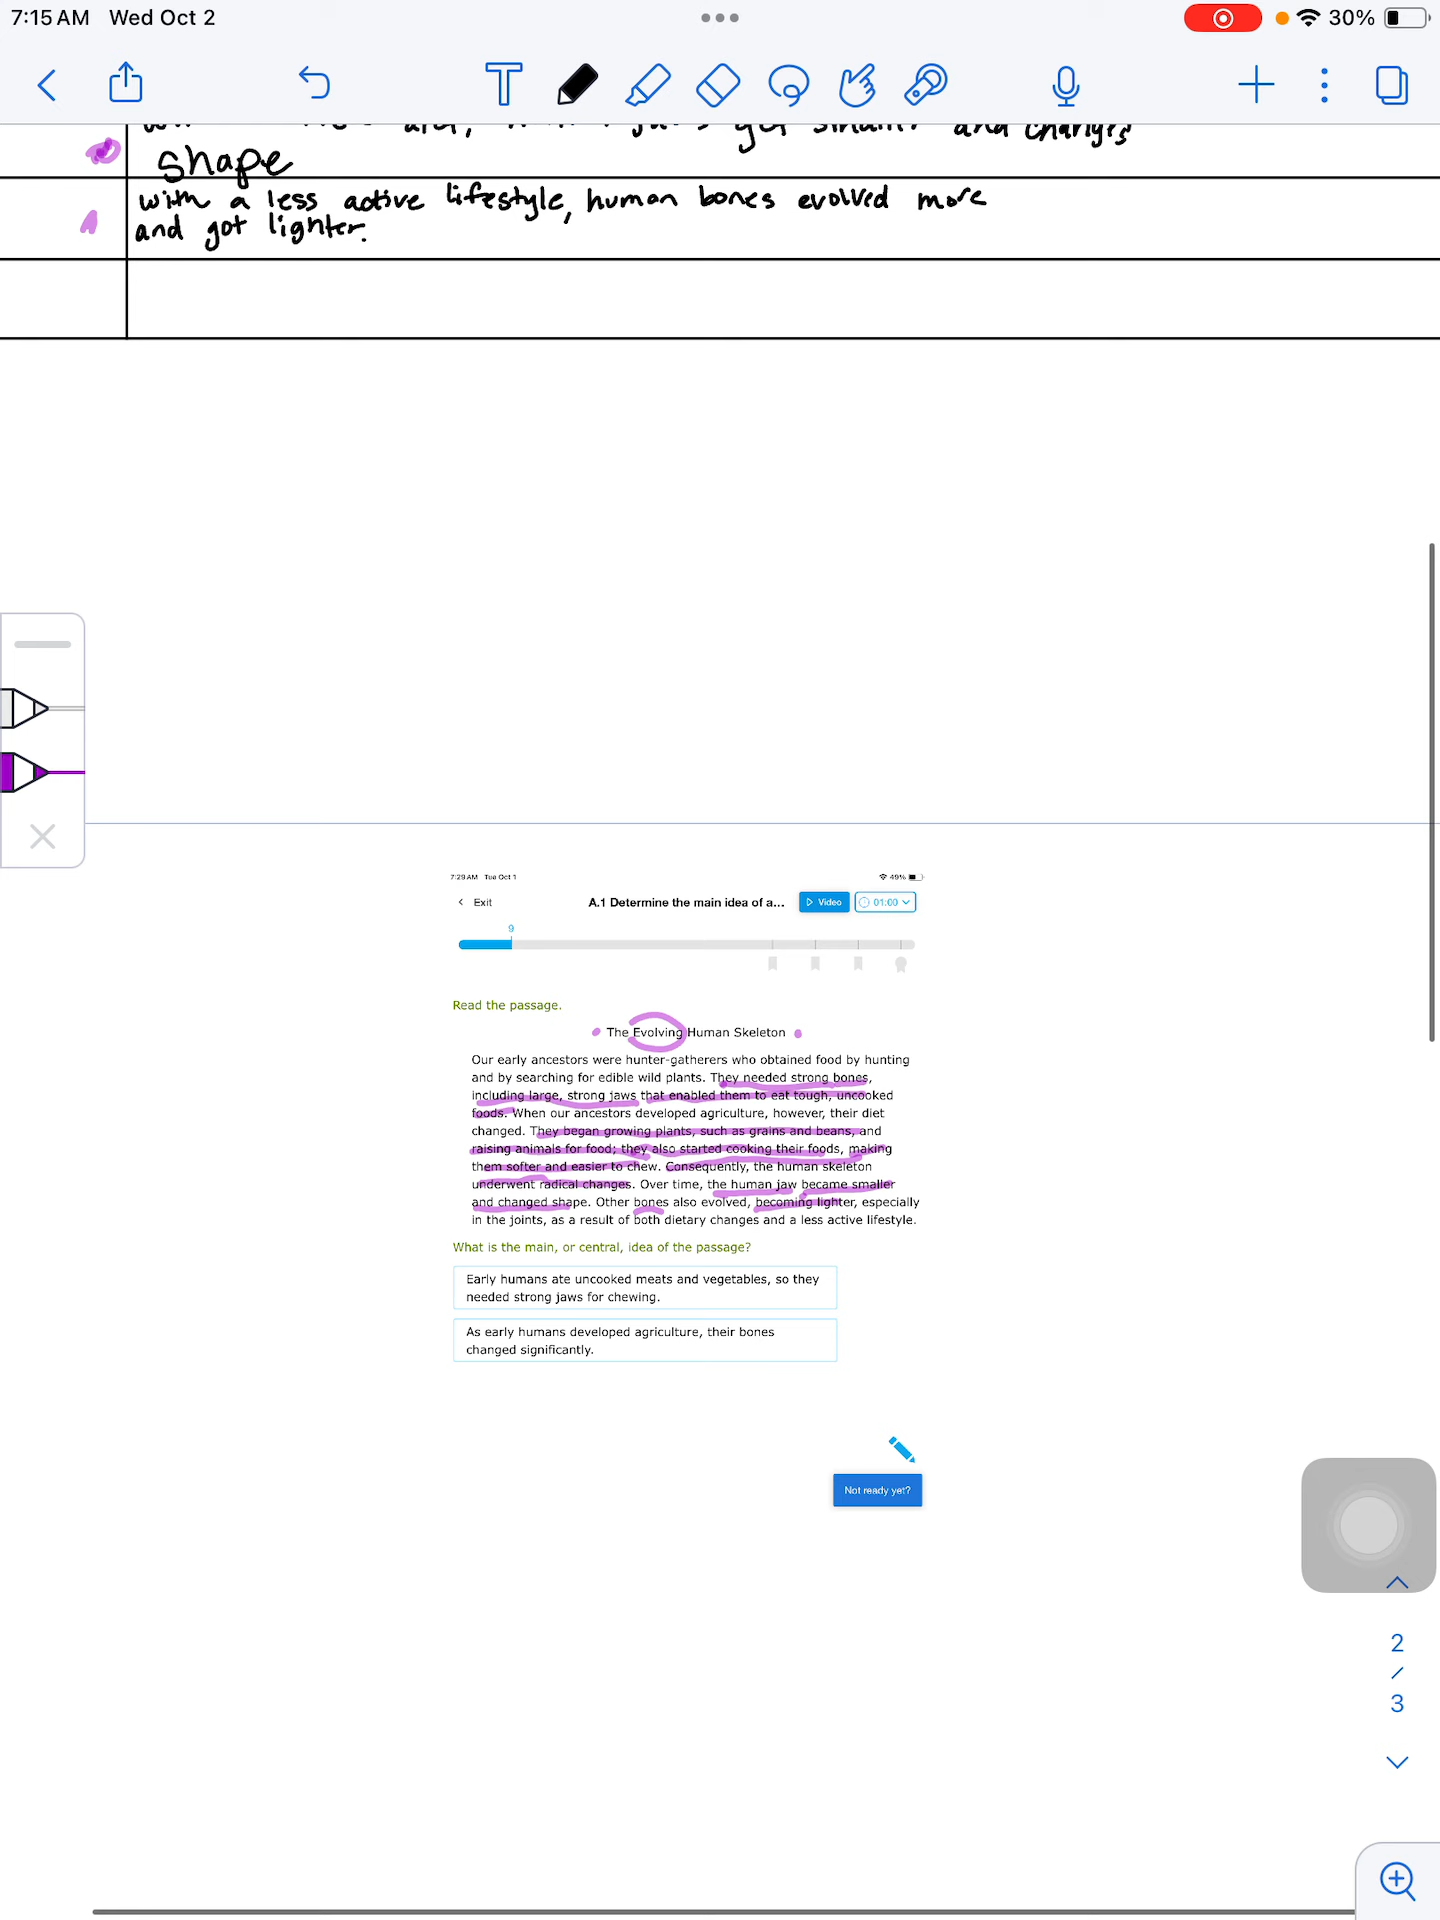 7:15 AM Wed Oct 2
30%
get and changes
shape
with a less active lifestyle, human bones evolved more
and got lighter.
7:29 AM Tue Oct 1
49%
Exit
A.1 Determine the main idea of a...
Video
01:00
9
Read the passage.
The Evolving Human Skeleton
Our early ancestors were hunter-gatherers who obtained food by hunting
and by searching for edible wild plants. They needed strong bones,
including large, strong jaws that enabled them to eat tough, uncooked
foods. When our ancestors developed agriculture, however, their diet
changed. They began growing plants, such as grains and beans, and
raising animals for food; they also started cooking their foods, making
them softer and easier to chew. Consequently, the human skeleton
underwent radical changes. Over time, the human jaw became smaller
and changed shape. Other bones also evolved, becoming lighter, especially
in the joints, as a result of both dietary changes and a less active lifestyle.
What is the main, or central, idea of the passage?
Early humans ate uncooked meats and vegetables, so they
needed strong jaws for chewing.
As early humans developed agriculture, their bones
changed significantly.
Not ready yet?
2
/
3